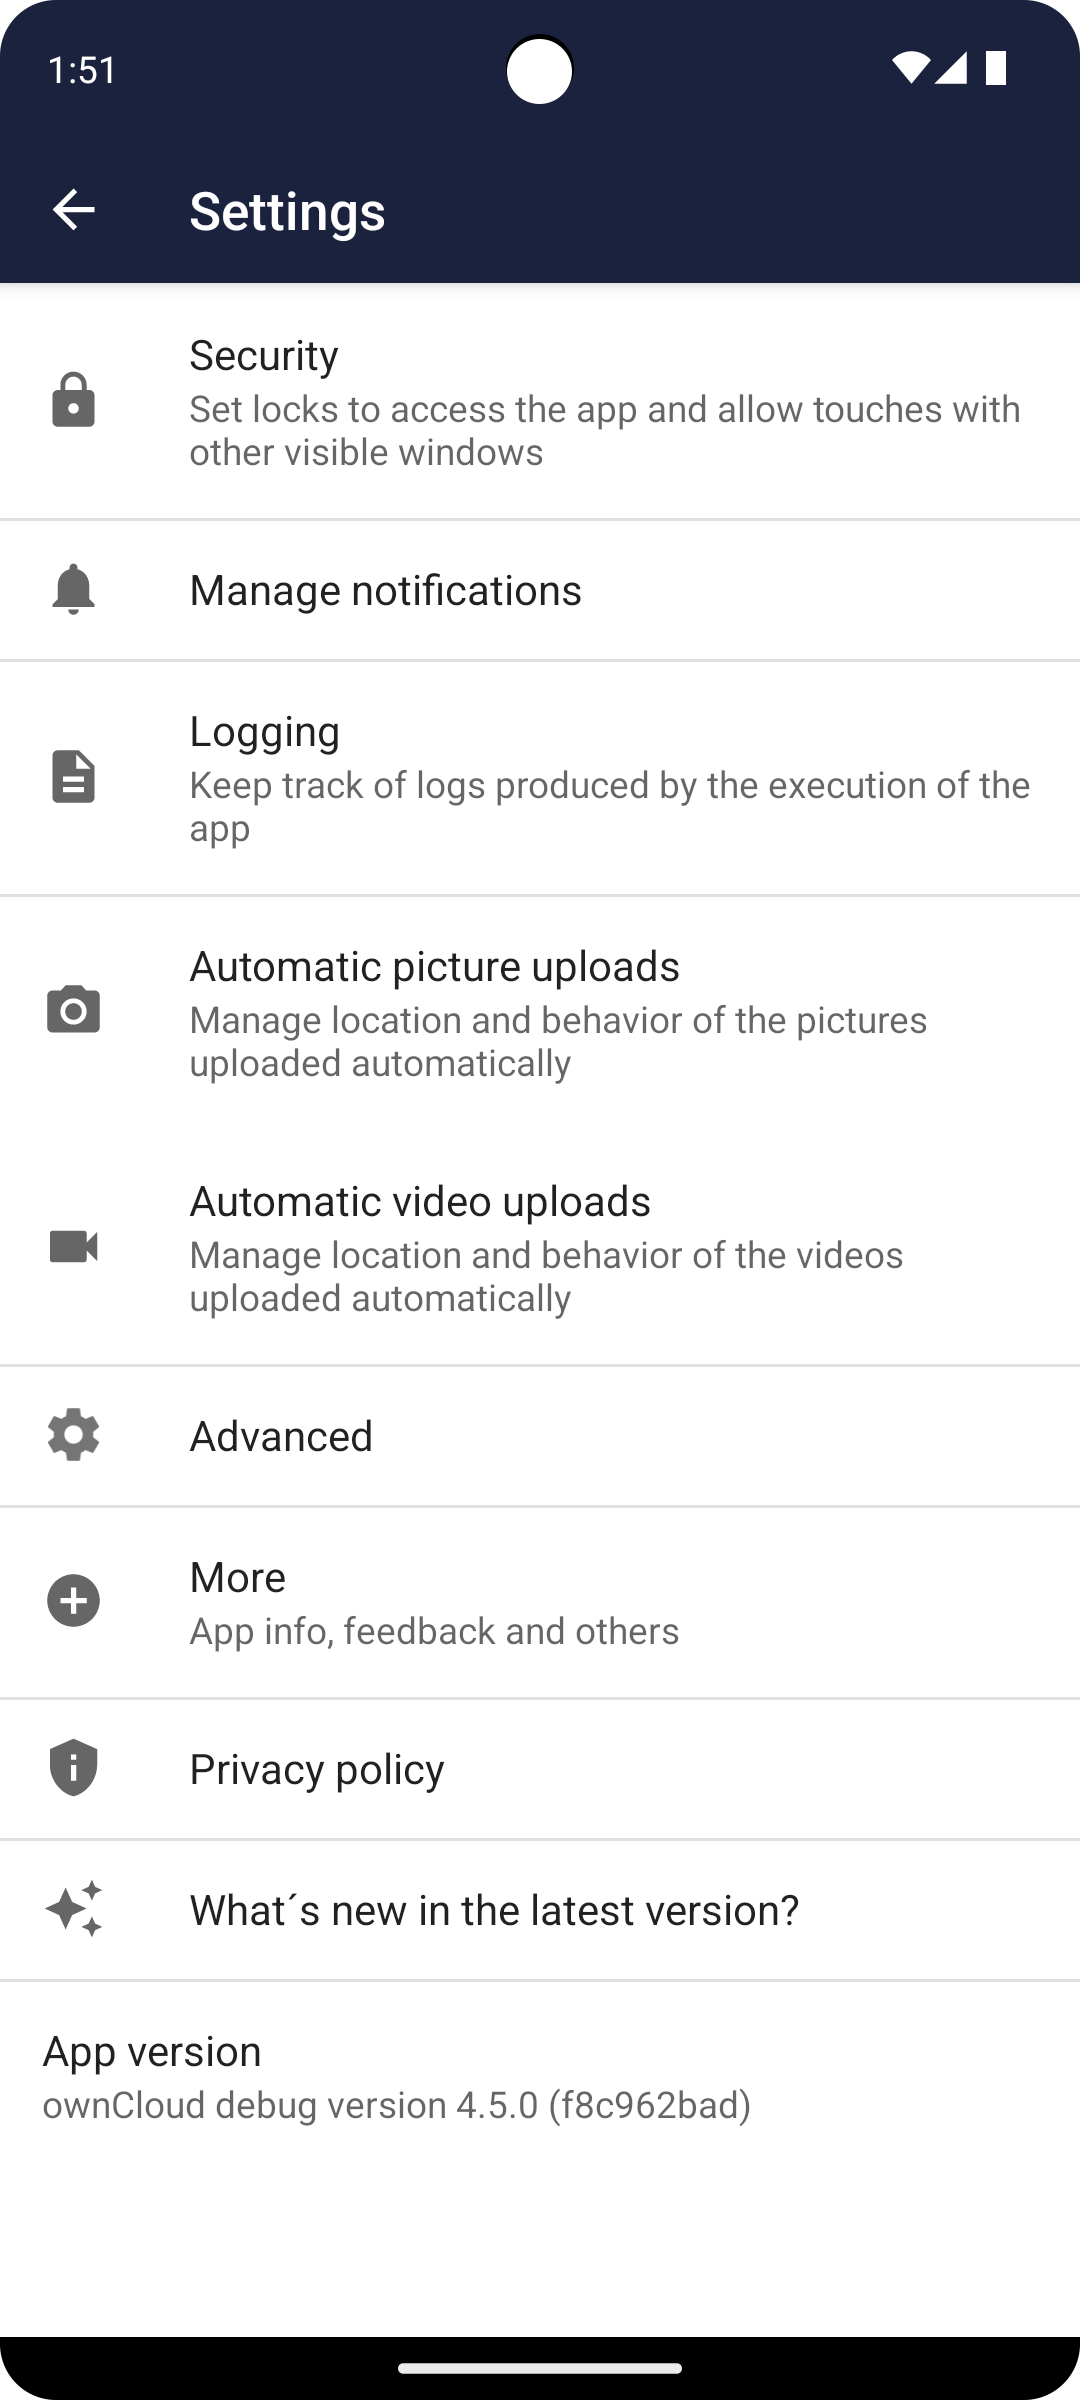 1:51
Settings
Security
Set locks to access the app and allow touches with
other visible windows
Manage notifications
Logging
Keep track of logs produced by the execution of the
app
Automatic picture uploads
Manage location and behavior of the pictures
uploaded automatically
Automatic video uploads
Manage location and behavior of the videos
uploaded automatically
Advanced
More
App info, feedback and others
Privacy policy
What´s new in the latest version?
App version
ownCloud debug version 4.5.0 (f8c962bad)